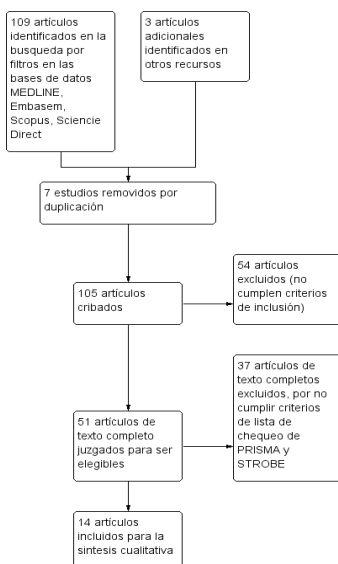 109 artículos
identificados en la
busqueda por
filtros en las
bases de datos
MEDLINE,
Embasem,
Scopus, Sciencie
Direct
3 artículos
adicionales
identificados en
otros recursos
7 estudios removidos por
duplicación
105 artículos
cribados
54 artículos
excluidos (no
cumplen criterios
de inclusión)
51 artículos de
texto completo
juzgados para ser
elegibles
37 artículos de
texto completos
excluidos, por no
cumplir criterios
de lista de
chequeo de
PRISMA y
STROBE
14 artículos
incluidos para la
sintesis cualitativa